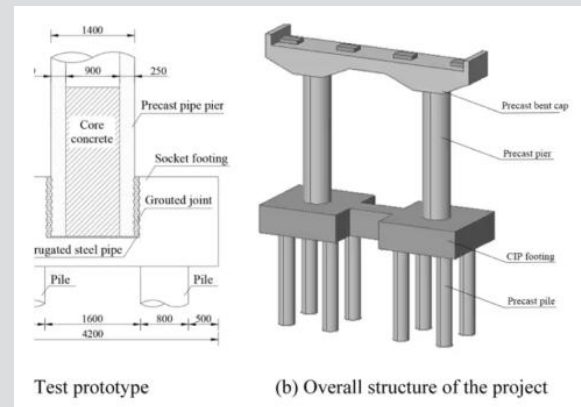 1400
900
250
Precast pipe pier
Core
concrete
Socket footing
Grouted joint
rugated steel pipe
Pile
Pile
1600
800
500
4200
Test prototype
Precast bent cap
Precast pier
CIP footing
Precast pile
(b) Overall structure of the project